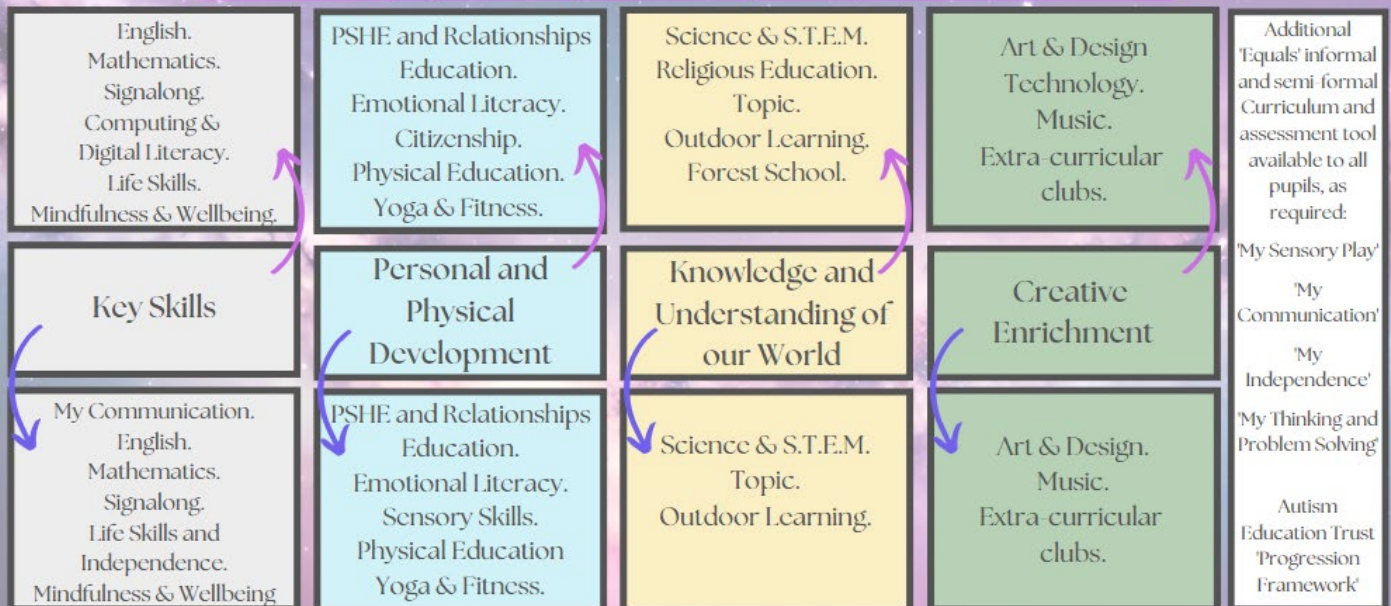 English.
Mathematics.
Signalong.
Computing &
Digital Literacy.
Life Skills.
Mindfulness & Wellbeing.
PSHE and Relationships
Education.
Emotional Literacy.
Citizenship.
Physical Education.
Yoga & Fitness.
Science & S.T.E.M.
Religious Education.
Topic.
Outdoor Learning.
Forest School.
Art & Design
Technology.
Music.
Extra-curricular
clubs.
Key Skills
Personal and
Physical
Development
Knowledge and
Understanding of
our World
Creative
Enrichment
My Communication.
English.
Mathematics.
Signalong.
Life Skills and
Independence.
Mindfulness & Wellbeing
PSHE and Relationships
Education.
Emotional Literacy.
Sensory Skills.
Physical Education
Yoga & Fitness.
Science & S.T.E.M.
Topic.
Outdoor Learning.
Art & Design.
Music.
Extra-curricular
clubs.
Additional
'Equals' informal
and semi-formal
Curriculum and
assessment tool
available to all
pupils, as
required:
'My Sensory Play'
'My
Communication'
'My
Independence'
'My Thinking and
Problem Solving'
Autism
Education Trust
'Progression
Framework'